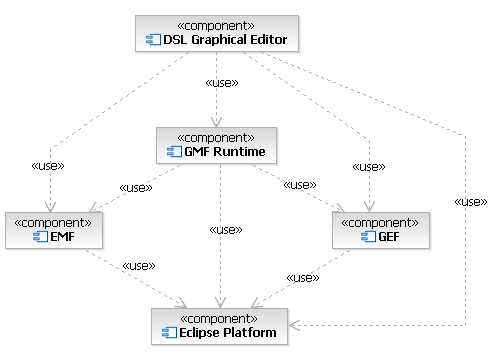 «component»
DSL Graphical Editor
«use»
«component»
GMF Runtime
«use»
«use»
«use»
«use»
«use»
«component»
EMF
«use»
«component»
GEF
«use»
«use»
«component»
Eclipse Platform